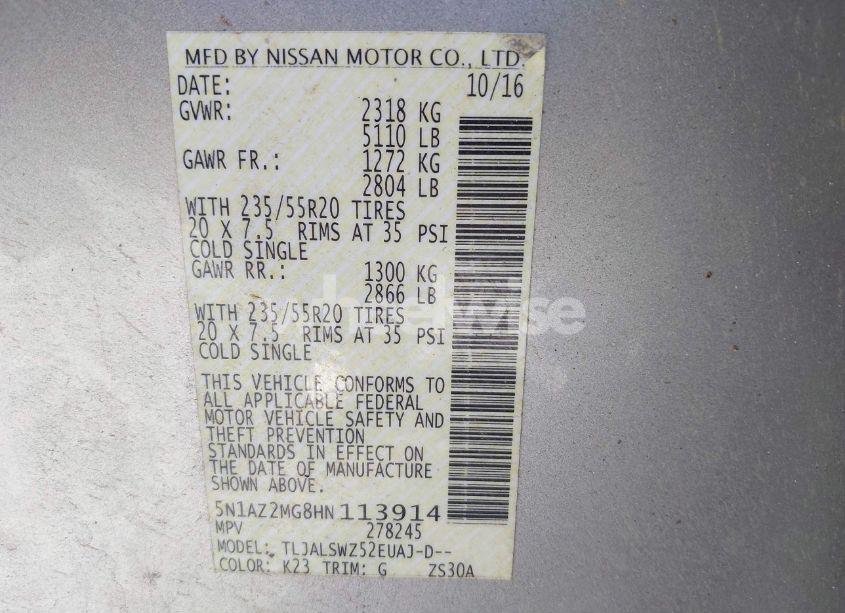 MFD BY NISSAN MOTOR CO., LTD.
DATE: 10/16
GVWR: 2318 KG
5110 LB
GAWR FR.: 1272 KG
2804 LB
WITH 235/55R20 TIRES
20 X 7.5 RIMS AT 35 PSI
COLD SINGLE
GAWR RR.: 1300 KG
2866 LB
WITH 235/55R20 TIRES
20 X 7.5 RIMS AT 35 PSI
COLD SINGLE
THIS VEHICLE CONFORMS TO
ALL APPLICABLE FEDERAL
MOTOR VEHICLE SAFETY AND
THEFT PREVENTION
STANDARDS IN EFFECT ON
THE DATE OF MANUFACTURE
SHOWN ABOVE.
5N1AZ2MG8HN113914
MPV 278245
MODEL: TLJALSWZ52EUAJ-D--
COLOR: K23 TRIM: G ZS30A